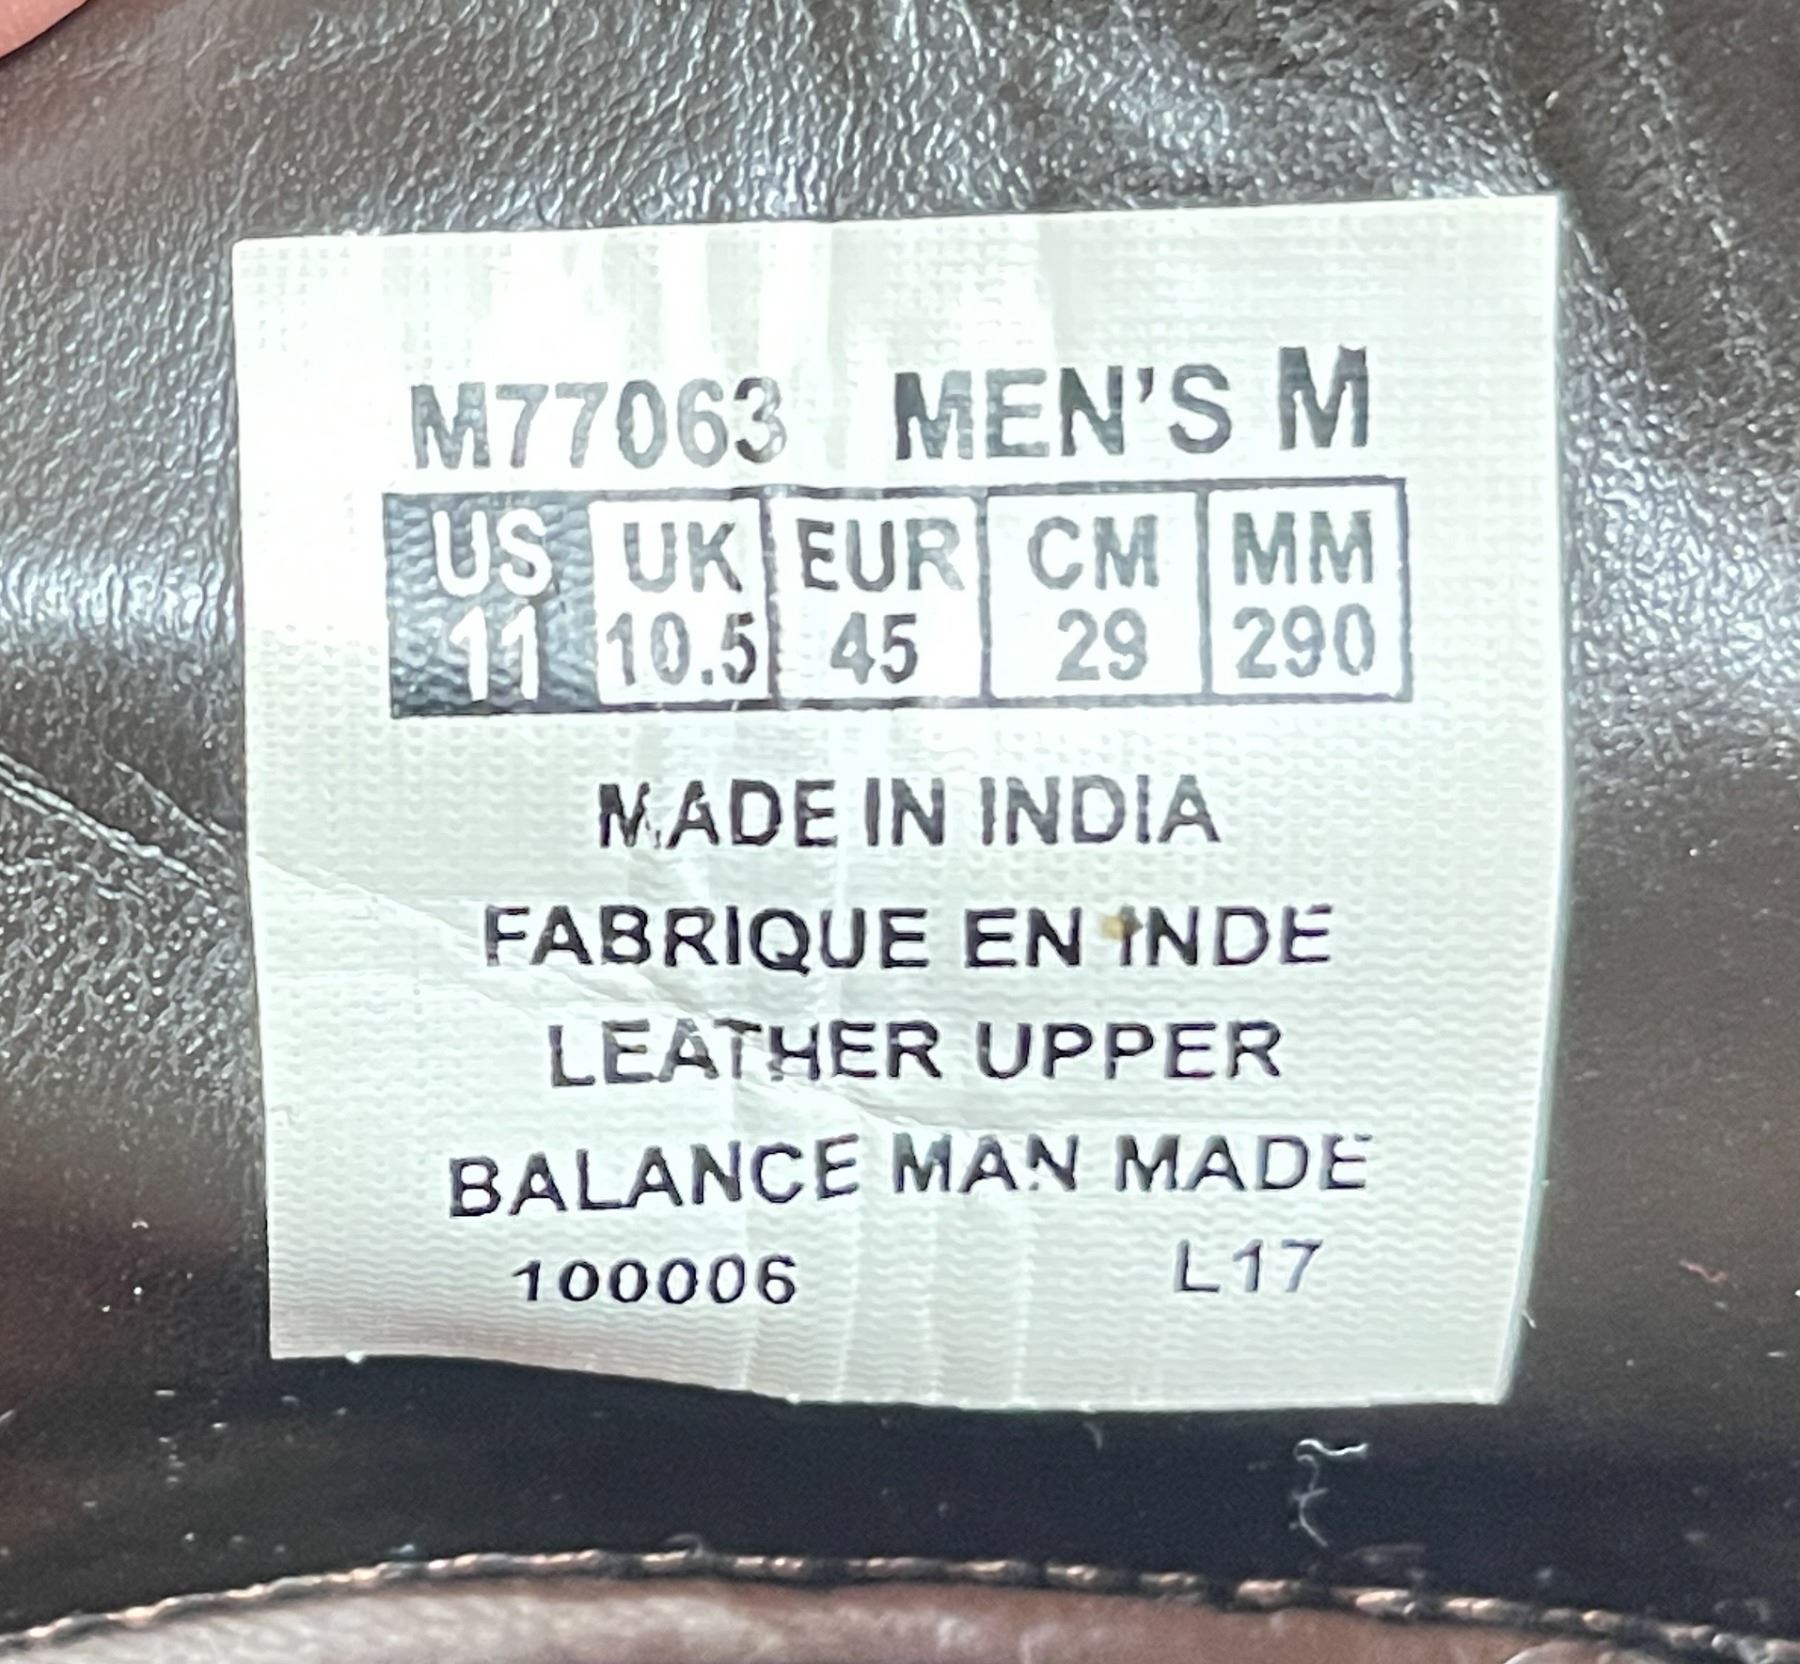 M77063 MEN'S M
US UK EUR CM MM
11 10.5 45 29 290
MADE IN INDIA
FABRIQUE EN INDE
LEATHER UPPER
BALANCE MAN MADE
100006 L17